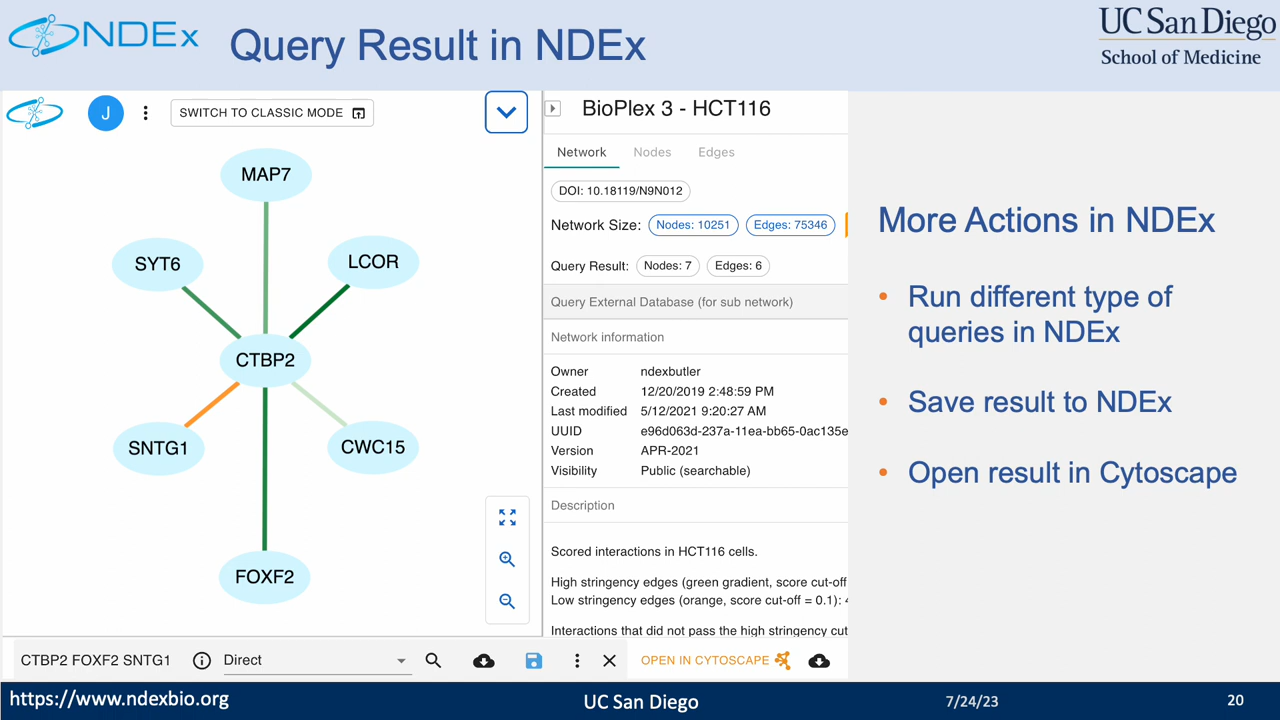 NDEx
Query Result in NDEx
UC San Diego
School of Medicine
J
SWITCH TO CLASSIC MODE
BioPlex 3 - HCT116
Network Nodes Edges
DOI: 10.18119/N9N012
Network Size: Nodes: 10251 Edges: 75346
Query Result: Nodes: 7 Edges: 6
Query External Database (for sub network)
Network information
Owner ndexbutler
Created 12/20/2019 2:48:59 PM
Last modified 5/12/2021 9:20:27 AM
UUID e96d063d-237a-11ea-bb65-0ac135e
Version APR-2021
Visibility Public (searchable)
Description
Scored interactions in HCT116 cells.
High stringency edges (green gradient, score cut-off
Low stringency edges (orange, score cut-off = 0.1): 4
Interactions that did not pass the high stringency cut
MAP7
SYT6
LCOR
CTBP2
SNTG1
CWC15
FOXF2
CTBP2 FOXF2 SNTG1
Direct
OPEN IN CYTOSCAPE
More Actions in NDEx
• Run different type of
queries in NDEx
• Save result to NDEx
• Open result in Cytoscape
https://www.ndexbio.org
UC San Diego
7/24/23
20